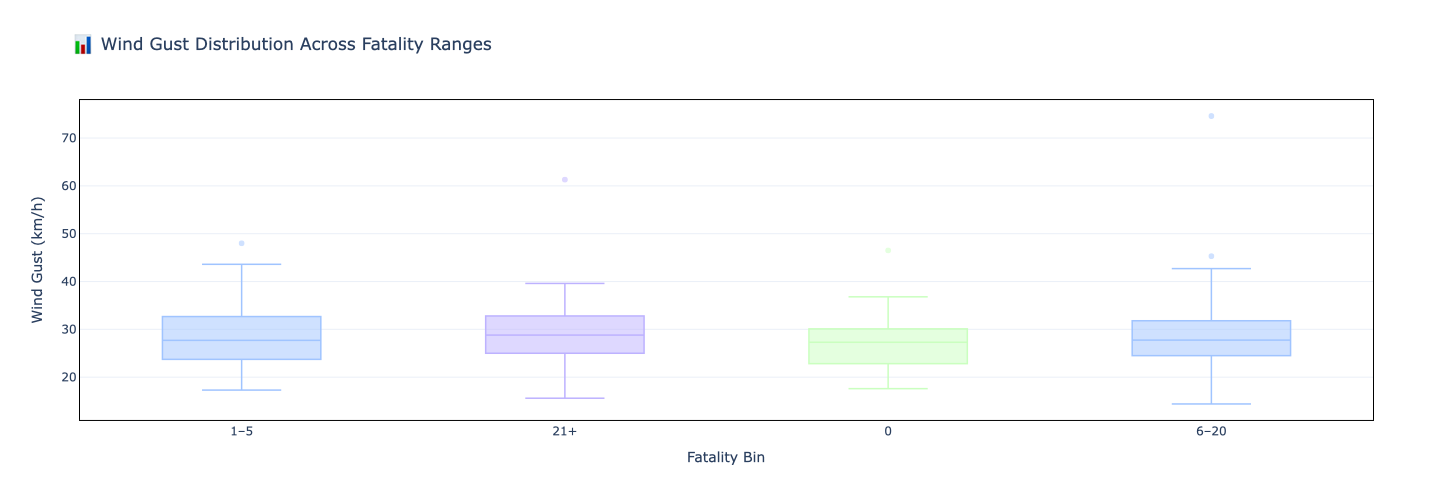 📊 Wind Gust Distribution Across Fatality Ranges
Wind Gust (km/h)
70
60
50
40
30
20
1–5 21+ 0 6–20
Fatality Bin